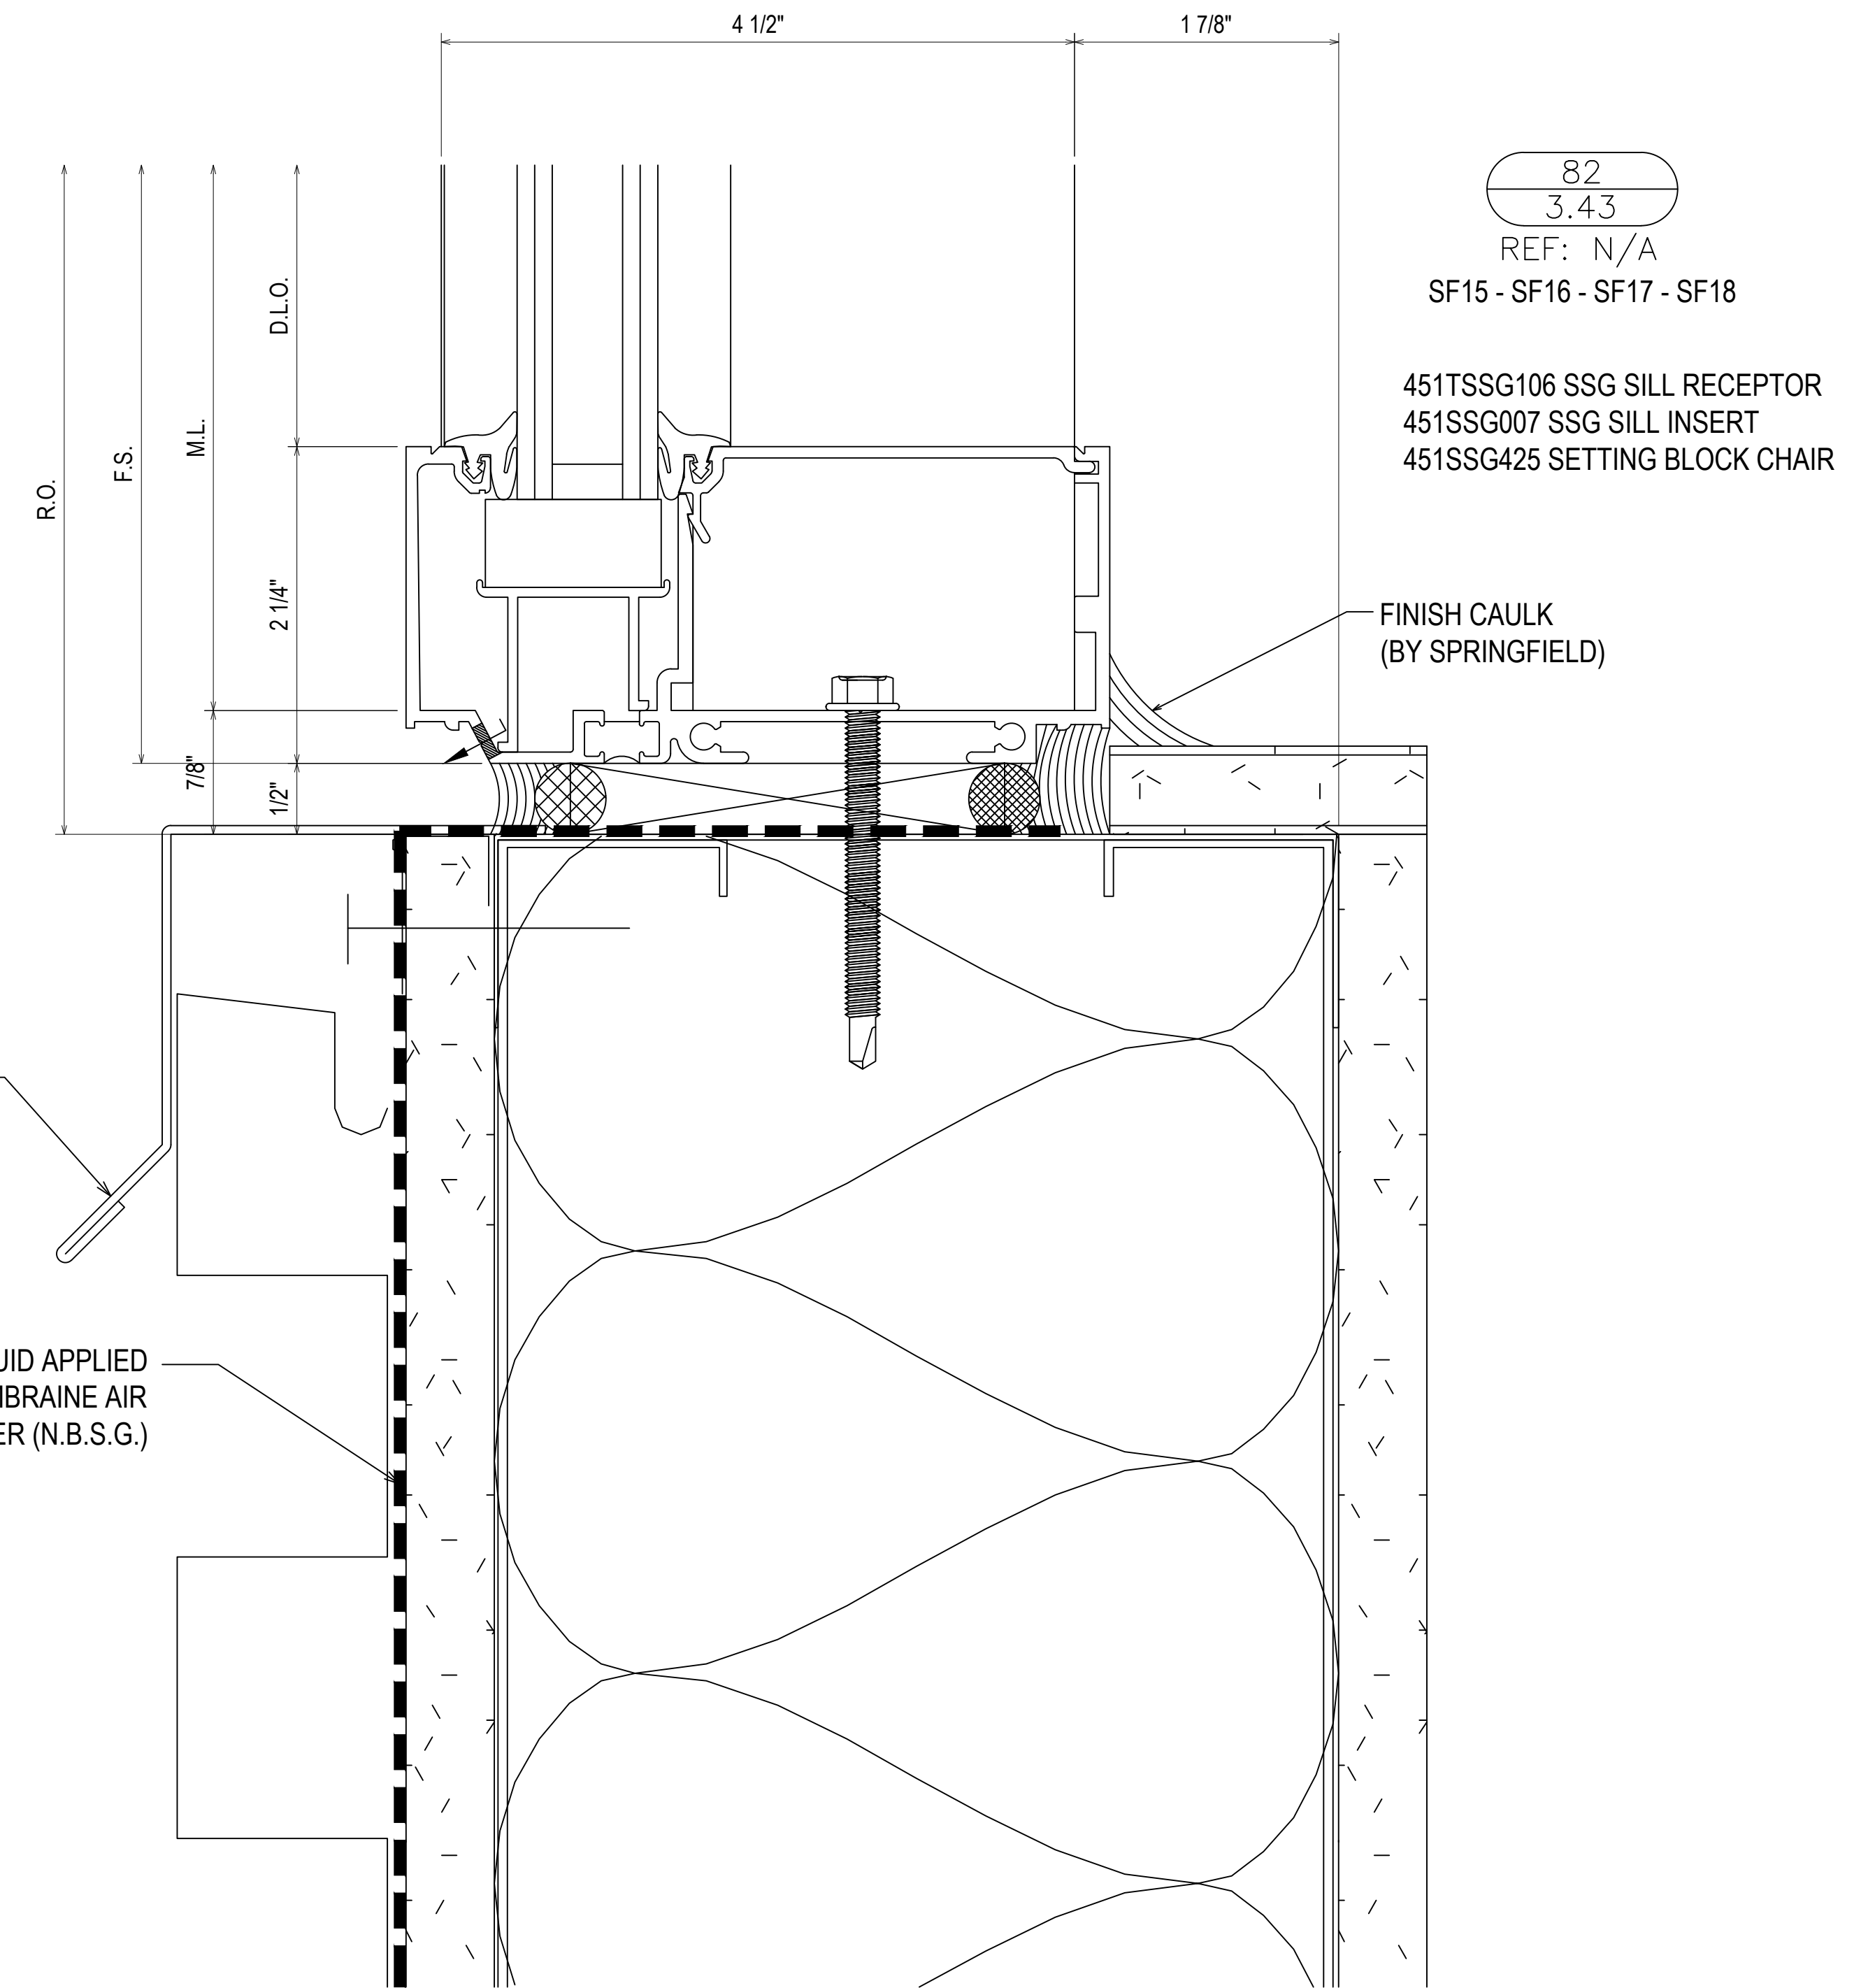 4 1/2"
1 7/8"
82
3.43
REF: N/A
SF15 - SF16 - SF17 - SF18
451TSSG106 SSG SILL RECEPTOR
451SSG007 SSG SILL INSERT
451SSG425 SETTING BLOCK CHAIR
R.O.
F.S.
M.L.
D.L.O.
2 1/4"
7/8"
1/2"
FINISH CAULK
(BY SPRINGFIELD)
UID APPLIED
MBRAINE AIR
ER (N.B.S.G.)